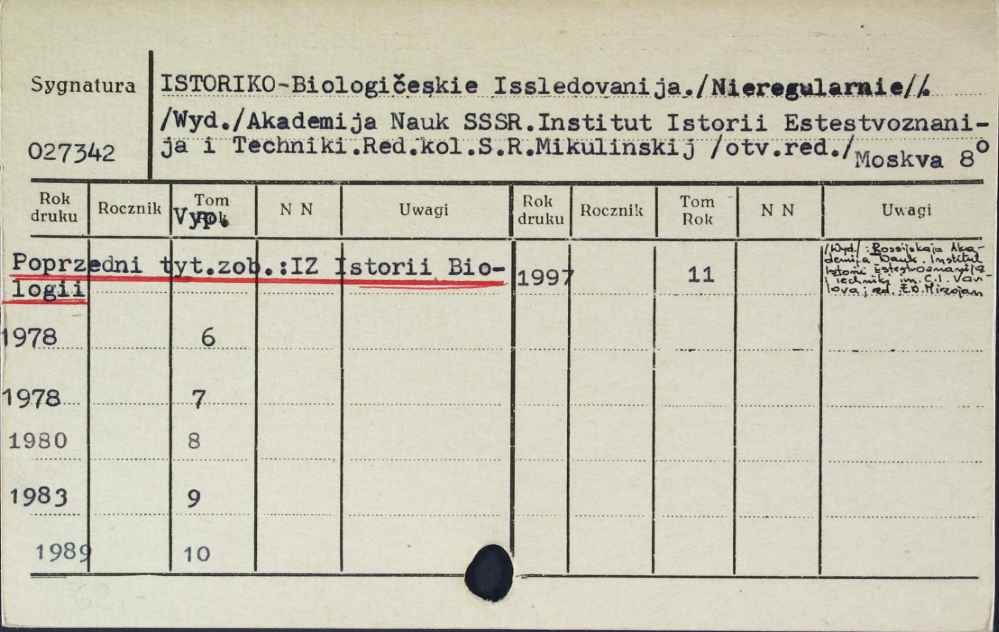 Sygnatura
ISTORIKO-Biologičeskie Issledovanija./Nieregularnie//.
/Wyd./Akademija Nauk SSSR.Institut Istorii Estestvoznani-
027342
ja i Techniki.Red.kol.S.R.Mikulinskij /otv.red./Moskva 8°
Rok druku Rocznik Tom Rok Vyp. N N Uwagi Rok druku Rocznik Tom Rok N N Uwagi
Poprzedni tyt.zob.:IZ Istorii Bio-
logii
1997 11
/Wyd/: Rossijskaja Aka-
demija Nauk. Institut
Istorii Estestvoznanija
i Techniki im. S.I. Vavi-
lova; red. E.O. Mirzojan
1978 6
1978 7
1980 8
1983 9
1989 10